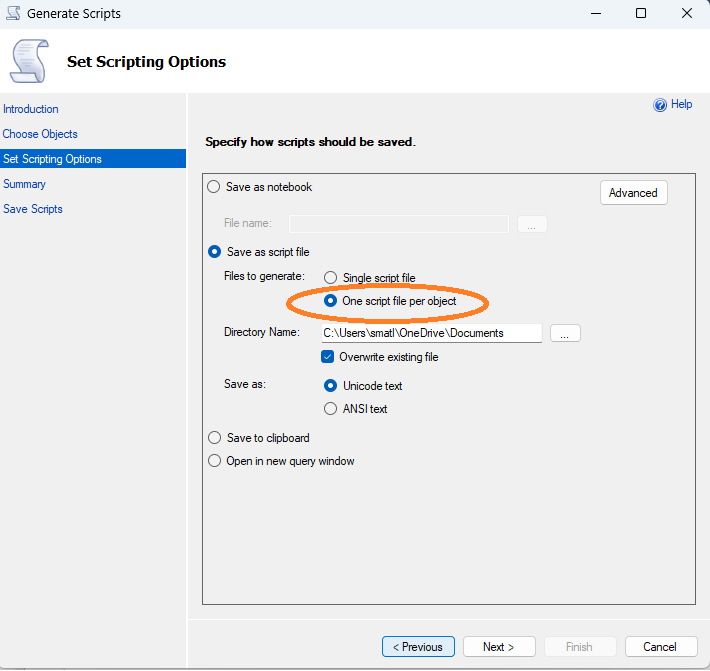 Generate Scripts
Set Scripting Options
Introduction
Choose Objects
Set Scripting Options
Summary
Save Scripts
Help
Specify how scripts should be saved.
Save as notebook
Advanced
File name:
...
Save as script file
Files to generate:
Single script file
One script file per object
Directory Name:
C:\Users\smatl\OneDrive\Documents
...
Overwrite existing file
Save as:
Unicode text
ANSI text
Save to clipboard
Open in new query window
< Previous
Next >
Finish
Cancel